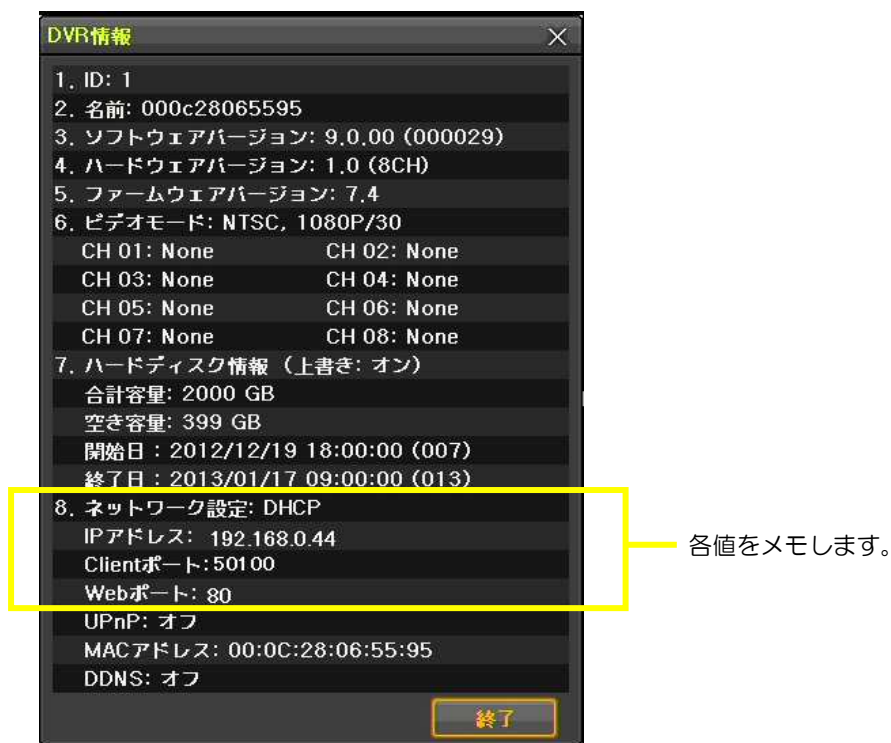 DVR情報
1. ID: 1
2. 名前: 000c28065595
3. ソフトウェアバージョン: 9.0.00 (000029)
4. ハードウェアバージョン: 1.0 (8CH)
5. ファームウェアバージョン: 7.4
6. ビデオモード: NTSC, 1080P/30
CH 01: None CH 02: None
CH 03: None CH 04: None
CH 05: None CH 06: None
CH 07: None CH 08: None
7. ハードディスク情報 (上書き: オン)
合計容量: 2000 GB
空き容量: 399 GB
開始日 : 2012/12/19 18:00:00 (007)
終了日 : 2013/01/17 09:00:00 (013)
8. ネットワーク設定: DHCP
IPアドレス: 192.168.0.44
Clientポート:50100
Webポート: 80
各値をメモします。
UPnP: オフ
MACアドレス: 00:0C:28:06:55:95
DDNS: オフ
終了